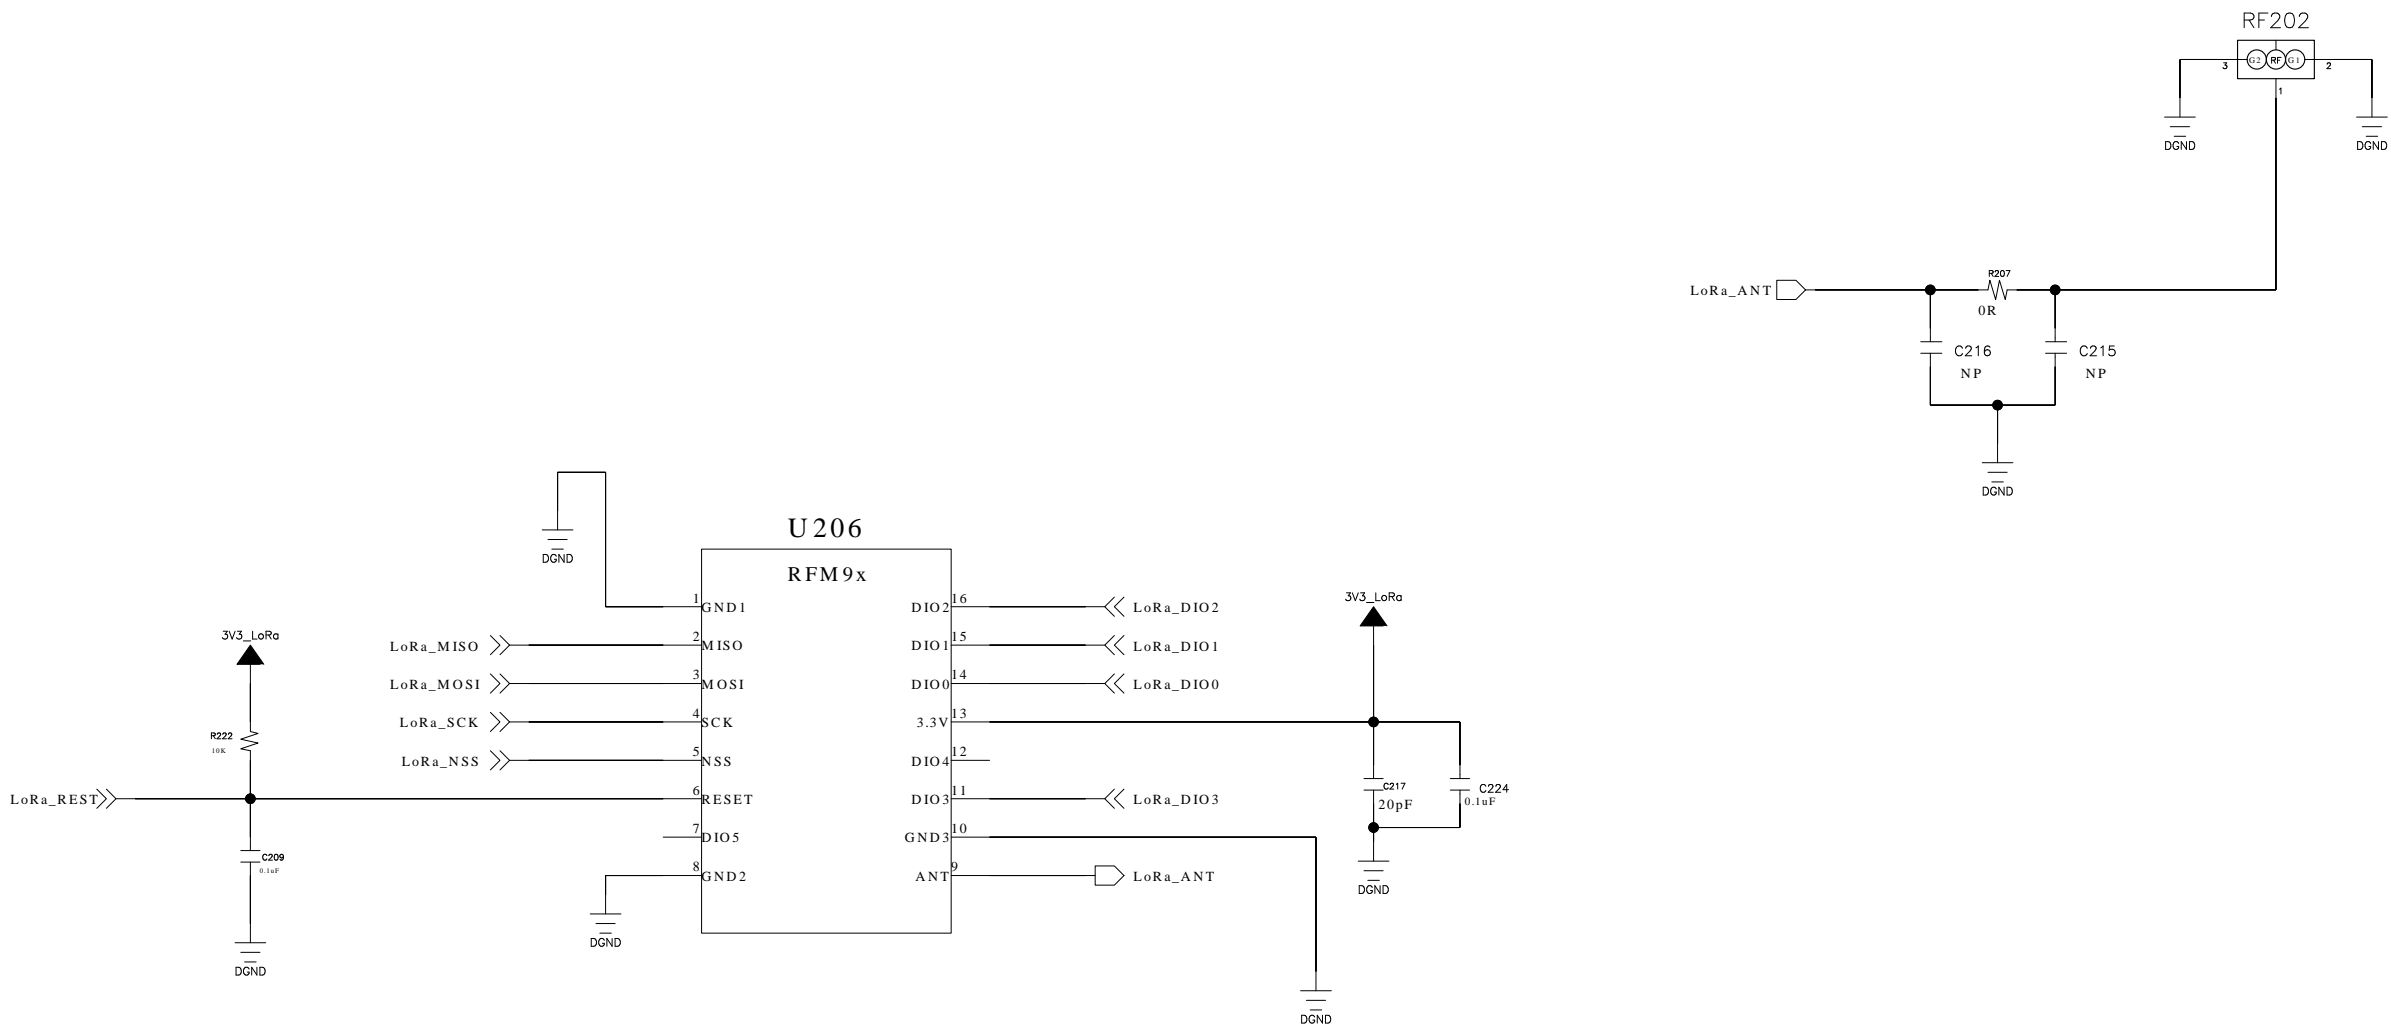 RF202
G2 RF G1
3
2
1
DGND
DGND
R207
LoRa_ANT
0R
C216
NP
C215
NP
DGND
U206
DGND
RFM9x
1
GND1
DIO2
16
LoRa_DIO2
3V3_LoRa
3V3_LoRa
LoRa_MISO
2
MISO
DIO1
15
LoRa_DIO1
LoRa_MOSI
3
MOSI
DIO0
14
LoRa_DIO0
LoRa_SCK
4
SCK
3.3V
13
R222
10K
LoRa_NSS
5
NSS
DIO4
12
LoRa_REST
6
RESET
DIO3
11
LoRa_DIO3
C217
20pF
C224
0.1uF
7
DIO5
GND3
10
C209
0.1uF
8
GND2
ANT
9
LoRa_ANT
DGND
DGND
DGND
DGND